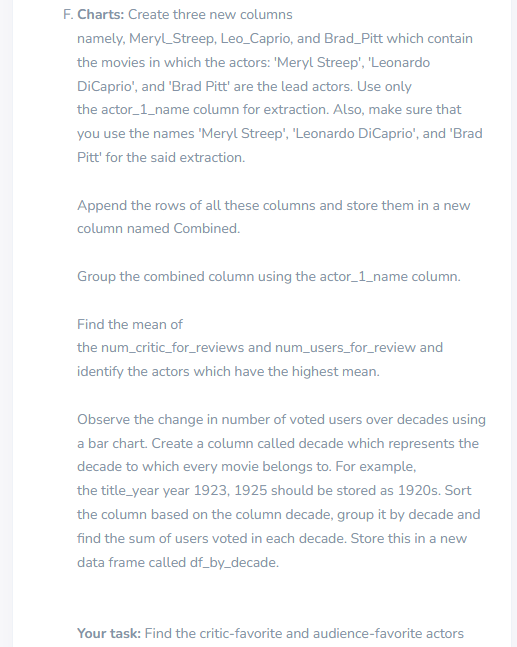 F. Charts: Create three new columns
namely, Meryl_Streep, Leo_Caprio, and Brad_Pitt which contain
the movies in which the actors: 'Meryl Streep', 'Leonardo
DiCaprio', and 'Brad Pitt' are the lead actors. Use only
the actor_1_name column for extraction. Also, make sure that
you use the names 'Meryl Streep', 'Leonardo DiCaprio', and 'Brad
Pitt' for the said extraction.
Append the rows of all these columns and store them in a new
column named Combined.
Group the combined column using the actor_1_name column.
Find the mean of
the num_critic_for_reviews and num_users_for_review and
identify the actors which have the highest mean.
Observe the change in number of voted users over decades using
a bar chart. Create a column called decade which represents the
decade to which every movie belongs to. For example,
the title_year year 1923, 1925 should be stored as 1920s. Sort
the column based on the column decade, group it by decade and
find the sum of users voted in each decade. Store this in a new
data frame called df_by_decade.
Your task: Find the critic-favorite and audience-favorite actors